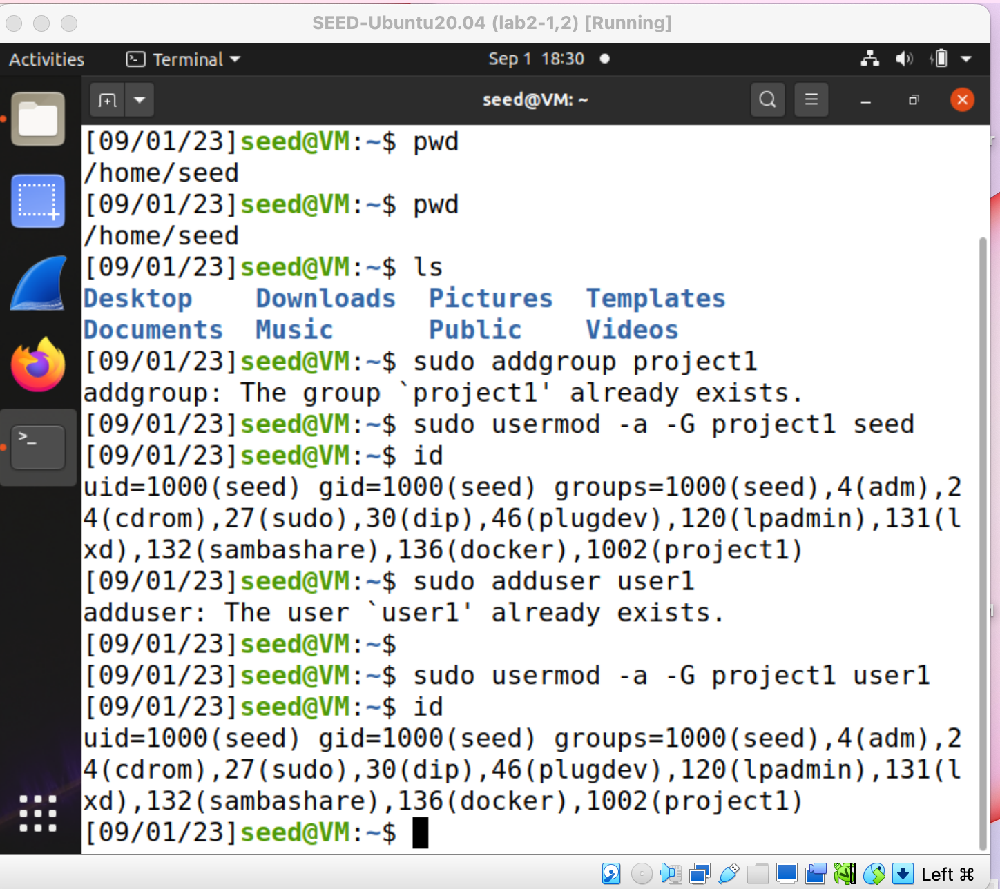 SEED-Ubuntu20.04 (lab2-1,2) [Running]
Activities
Terminal
Sep 1 18:30
seed@VM: ~
[09/01/23]seed@VM:~$ pwd
/home/seed
[09/01/23]seed@VM:~$ pwd
/home/seed
[09/01/23]seed@VM:~$ ls
Desktop Downloads Pictures Templates
Documents Music Public Videos
[09/01/23]seed@VM:~$ sudo addgroup project1
addgroup: The group `project1' already exists.
[09/01/23]seed@VM:~$ sudo usermod -a -G project1 seed
[09/01/23]seed@VM:~$ id
uid=1000(seed) gid=1000(seed) groups=1000(seed),4(adm),2
4(cdrom),27(sudo),30(dip),46(plugdev),120(lpadmin),131(l
xd),132(sambashare),136(docker),1002(project1)
[09/01/23]seed@VM:~$ sudo adduser user1
adduser: The user `user1' already exists.
[09/01/23]seed@VM:~$
[09/01/23]seed@VM:~$ sudo usermod -a -G project1 user1
[09/01/23]seed@VM:~$ id
uid=1000(seed) gid=1000(seed) groups=1000(seed),4(adm),2
4(cdrom),27(sudo),30(dip),46(plugdev),120(lpadmin),131(l
xd),132(sambashare),136(docker),1002(project1)
[09/01/23]seed@VM:~$
Left ⌘